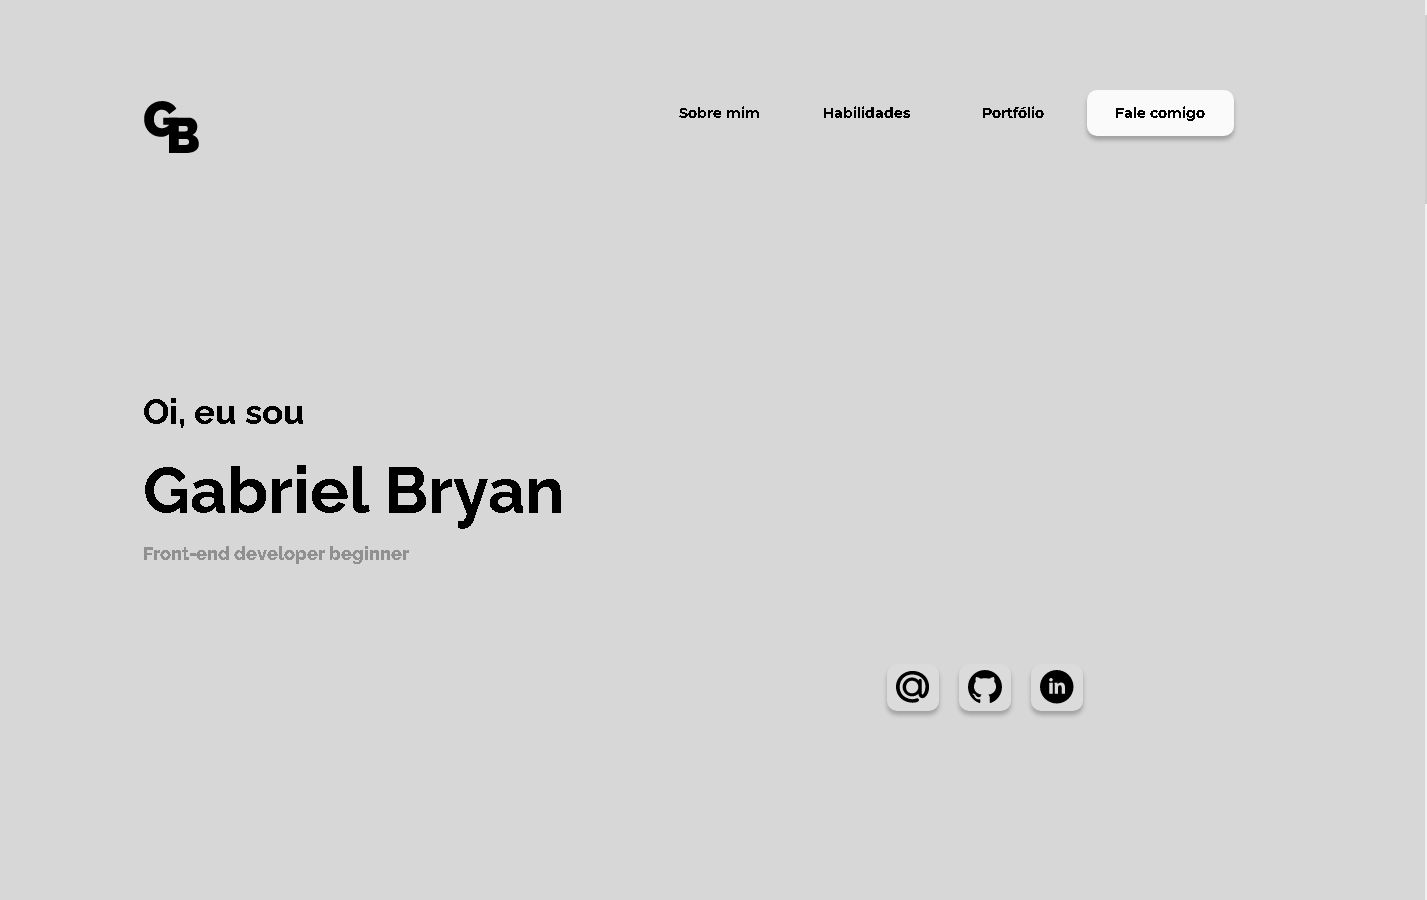 GB
Sobre mim
Habilidades
Portfólio
Fale comigo
Oi, eu sou
Gabriel Bryan
Front-end developer beginner
@
in